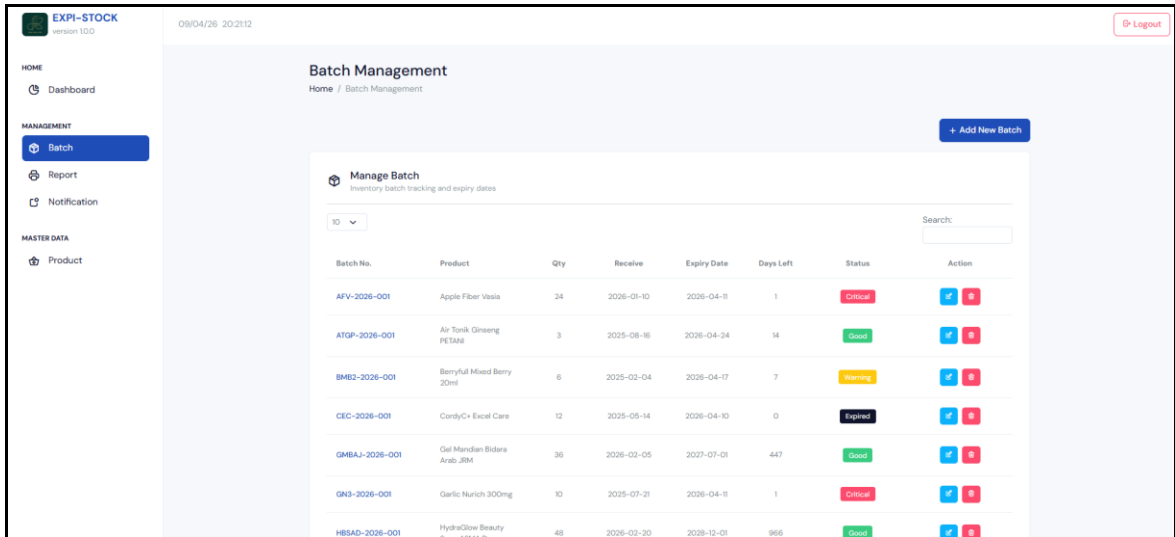 EXPI-STOCK
version 1.0.0
09/04/26 20:21:12
Logout
HOME
Dashboard
MANAGEMENT
Batch
Report
Notification
MASTER DATA
Product
Batch Management
Home / Batch Management
+ Add New Batch
Manage Batch
Inventory batch tracking and expiry dates
10
Search:
Batch No. Product Qty Receive Expiry Date Days Left Status Action
AFV-2026-001 Apple Fiber Vasia 24 2026-01-10 2026-04-11 1 Critical
ATGP-2026-001 Air Tonik Ginseng PETANI 3 2025-08-16 2026-04-24 14 Good
BMB2-2026-001 Berryfull Mixed Berry 20ml 6 2025-02-04 2026-04-17 7 Warning
CEC-2026-001 CordyC+ Excel Care 12 2025-05-14 2026-04-10 0 Expired
GMBAJ-2026-001 Gel Mandian Bidara Arab JRM 36 2026-02-05 2027-07-01 447 Good
GN3-2026-001 Garlic Nurich 300mg 10 2025-07-21 2026-04-11 1 Critical
HBSAD-2026-001 HydraGlow Beauty 48 2026-02-20 2028-12-01 966 Good